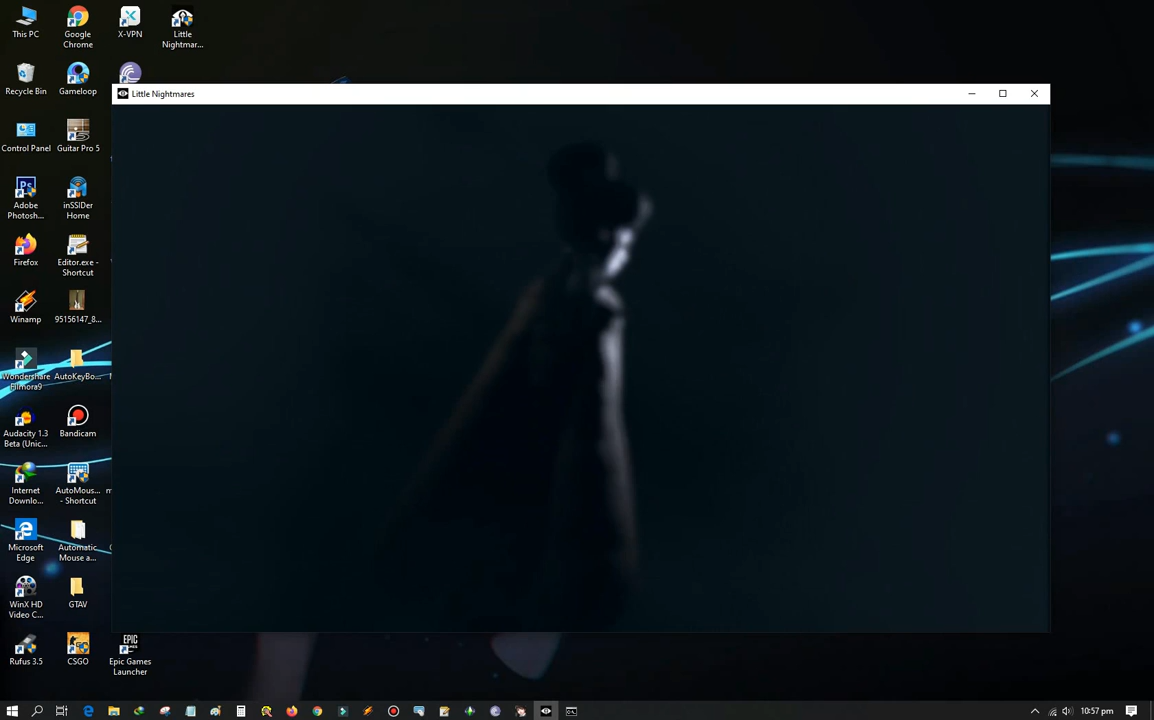 This PC
Google
Chrome
X-VPN
Little
Nightmar...
Recycle Bin
Gameloop
Little Nightmares
Control Panel
Guitar Pro 5
Adobe
Photosh...
inSSIDer
Home
Firefox
Editor.exe -
Shortcut
Winamp
95156147_8...
Wondershare
Filmora9
AutoKeyBo...
Audacity 1.3
Beta (Unic...
Bandicam
Internet
Downlo...
AutoMous...
- Shortcut
Microsoft
Edge
Automatic
Mouse a...
WinX HD
Video C...
GTAV
EPIC
GAMES
Rufus 3.5
CSGO
Epic Games
Launcher
10:57 pm